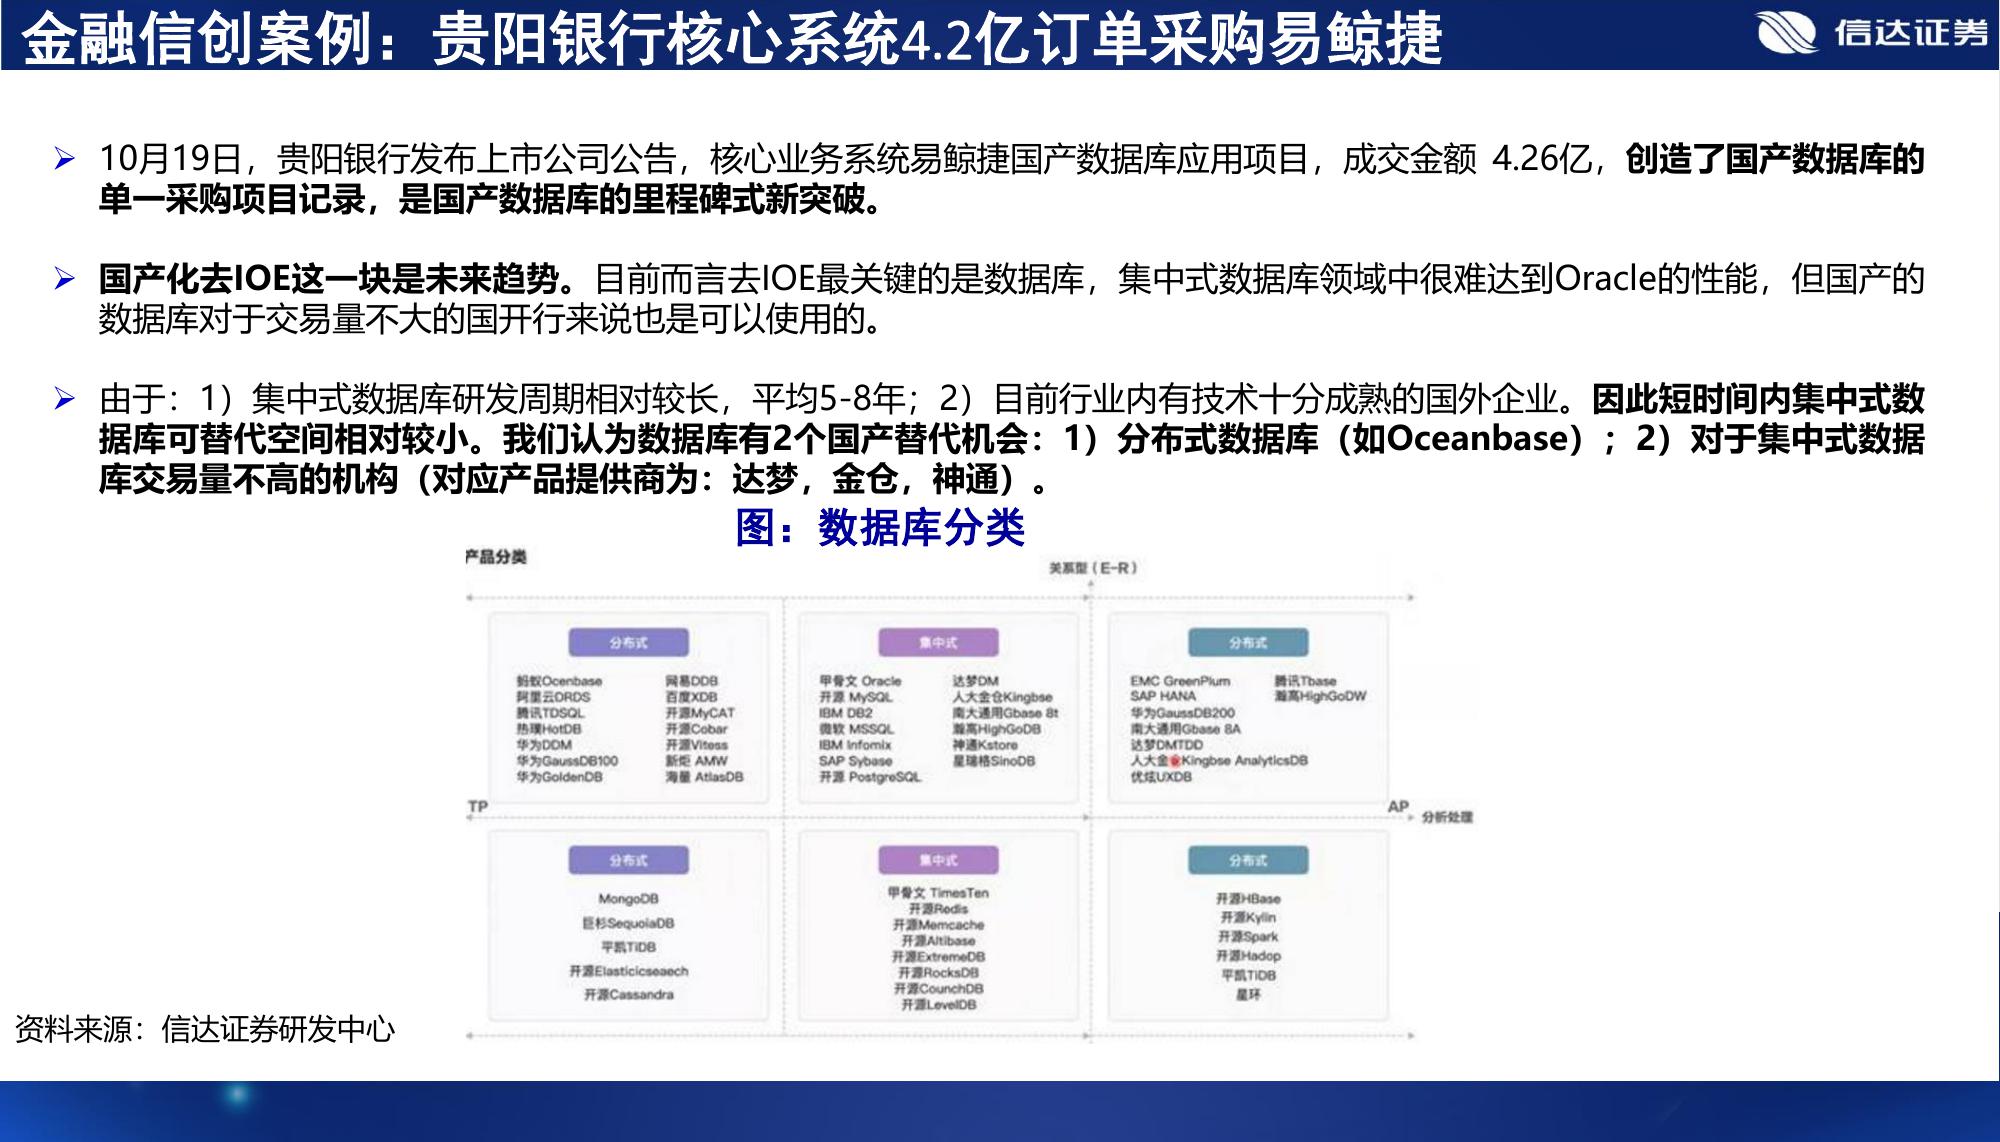 金融信创案例：贵阳银行核心系统4.2亿订单采购易鲸捷
信达证券
10月19日，贵阳银行发布上市公司公告，核心业务系统易鲸捷国产数据库应用项目，成交金额 4.26亿，创造了国产数据库的
单一采购项目记录，是国产数据库的里程碑式新突破。
国产化去IOE这一块是未来趋势。目前而言去IOE最关键的是数据库，集中式数据库领域中很难达到Oracle的性能，但国产的
数据库对于交易量不大的国开行来说也是可以使用的。
由于：1）集中式数据库研发周期相对较长，平均5-8年；2）目前行业内有技术十分成熟的国外企业。因此短时间内集中式数
据库可替代空间相对较小。我们认为数据库有2个国产替代机会：1）分布式数据库（如Oceanbase）；2）对于集中式数据
库交易量不高的机构（对应产品提供商为：达梦，金仓，神通）。
图：数据库分类
产品分类
关系型（E-R）
分布式
蚂蚁Ocenbase
阿里云DRDS
腾讯TDSQL
热璞HotDB
华为DDM
华为GaussDB100
华为GoldenDB
网易DDB
百度XDB
开源MyCAT
开源Cobar
开源Vitess
新炬 AMW
海量 AtlasDB
集中式
甲骨文 Oracle
开源 MySQL
IBM DB2
微软 MSSQL
IBM Infomix
SAP Sybase
开源 PostgreSQL
达梦DM
人大金仓Kingbse
南大通用Gbase 8t
瀚高HighGoDB
神通Kstore
星瑞格SinoDB
分布式
EMC GreenPlum
SAP HANA
华为GaussDB200
南大通用Gbase 8A
达梦DMTDD
人大金仓Kingbse AnalyticsDB
优炫UXDB
腾讯Tbase
瀚高HighGoDW
TP
AP
分析处理
分布式
MongoDB
巨杉SequoiaDB
平凯TiDB
开源Elasticicseaech
开源Cassandra
集中式
甲骨文 TimesTen
开源Redis
开源Memcache
开源Altibase
开源ExtremeDB
开源RocksDB
开源CounchDB
开源LevelDB
分布式
开源HBase
开源Kylin
开源Spark
开源Hadop
平凯TiDB
星环
资料来源：信达证券研发中心